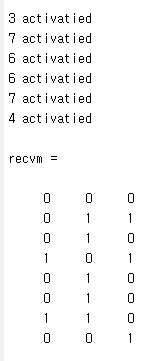 3 activatied
7 activatied
6 activatied
6 activatied
7 activatied
4 activatied
recvm =
0 0 0
0 1 1
0 1 0
1 0 1
0 1 0
0 1 0
1 1 0
0 0 1